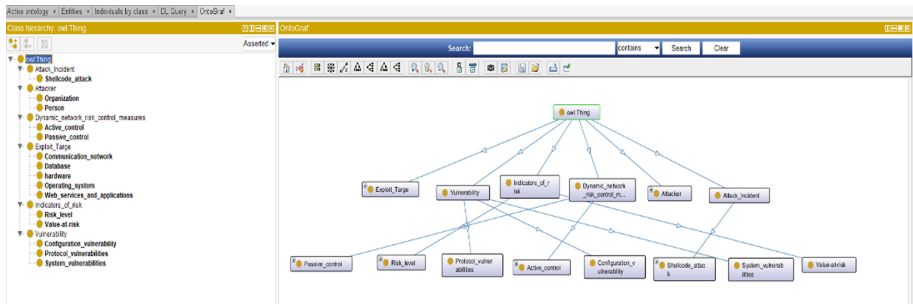 Active ontology × Entities × Individuals by class × DL Query × OntoGraf ×
Class hierarchy: owl:Thing
OntoGraf
Asserted
Search: contains Search Clear
owl:Thing
Attack_Incident
Shellcode_attack
Attacker
Organization
Person
Dynamic_network_risk_control_measures
Active_control
Passive_control
Exploit_Targe
Communication_network
Database
hardware
Operating_system
Web_services_and_applications
Indicators_of_risk
Risk_level
Value-at-risk
Vulnerability
Configuration_vulnerability
Protocol_vulnerabilities
System_vulnerabilities
owl:Thing
Exploit_Targe
Vulnerability
Indicators_of_r
isk
Dynamic_network
_risk_control_m...
Attacker
Attack_Incident
Passive_control
Risk_level
Protocol_vulner
abilities
Active_control
Configuration_v
ulnerability
Shellcode_attac
k
System_vulnerab
ilities
Value-at-risk